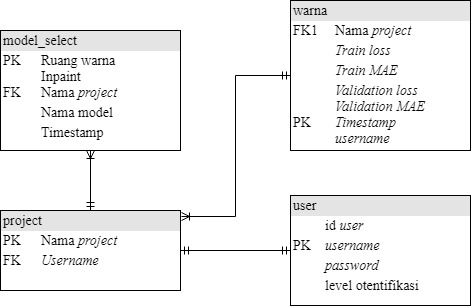 model_select
PK Ruang warna
Inpaint
FK Nama project
Nama model
Timestamp
warna
FK1 Nama project
Train loss
Train MAE
Validation loss
Validation MAE
PK Timestamp
username
project
PK Nama project
FK Username
user
id user
PK username
password
level otentifikasi